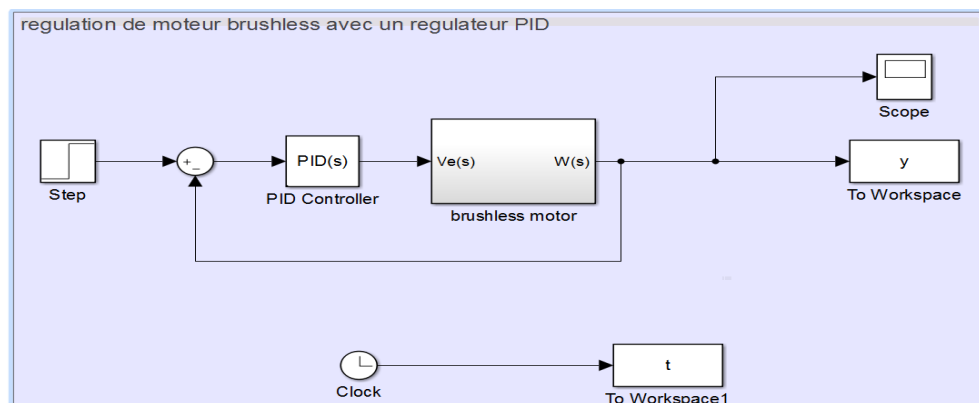 regulation de moteur brushless avec un regulateur PID
Scope
+
−
PID(s)
Ve(s)
W(s)
y
Step
PID Controller
brushless motor
To Workspace
t
Clock
To Workspace1